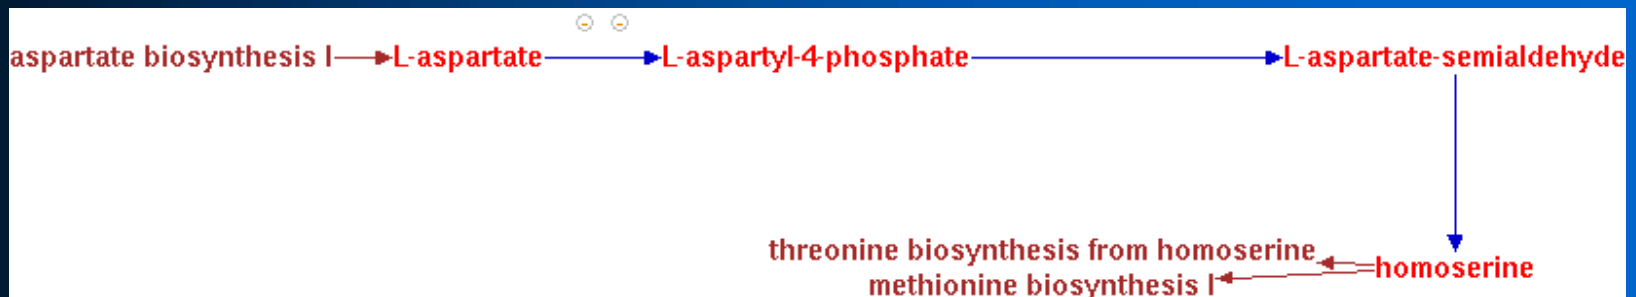 aspartate biosynthesis I L-aspartate L-aspartyl-4-phosphate L-aspartate-semialdehyde
threonine biosynthesis from homoserine
homoserine
methionine biosynthesis I